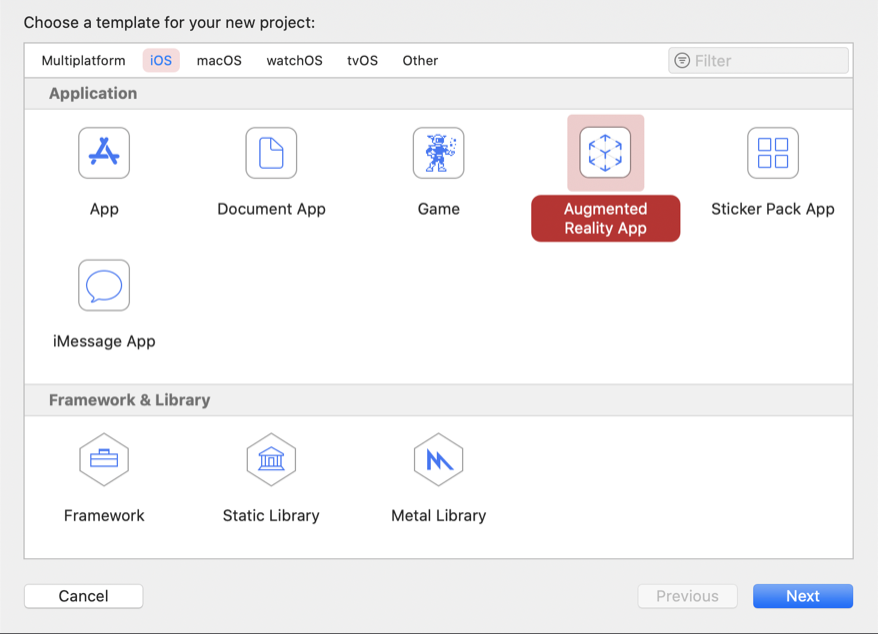 Choose a template for your new project:
Multiplatform iOS macOS watchOS tvOS Other Filter
Application
App Document App Game Augmented Reality App Sticker Pack App
iMessage App
Framework & Library
Framework Static Library Metal Library
Cancel Previous Next